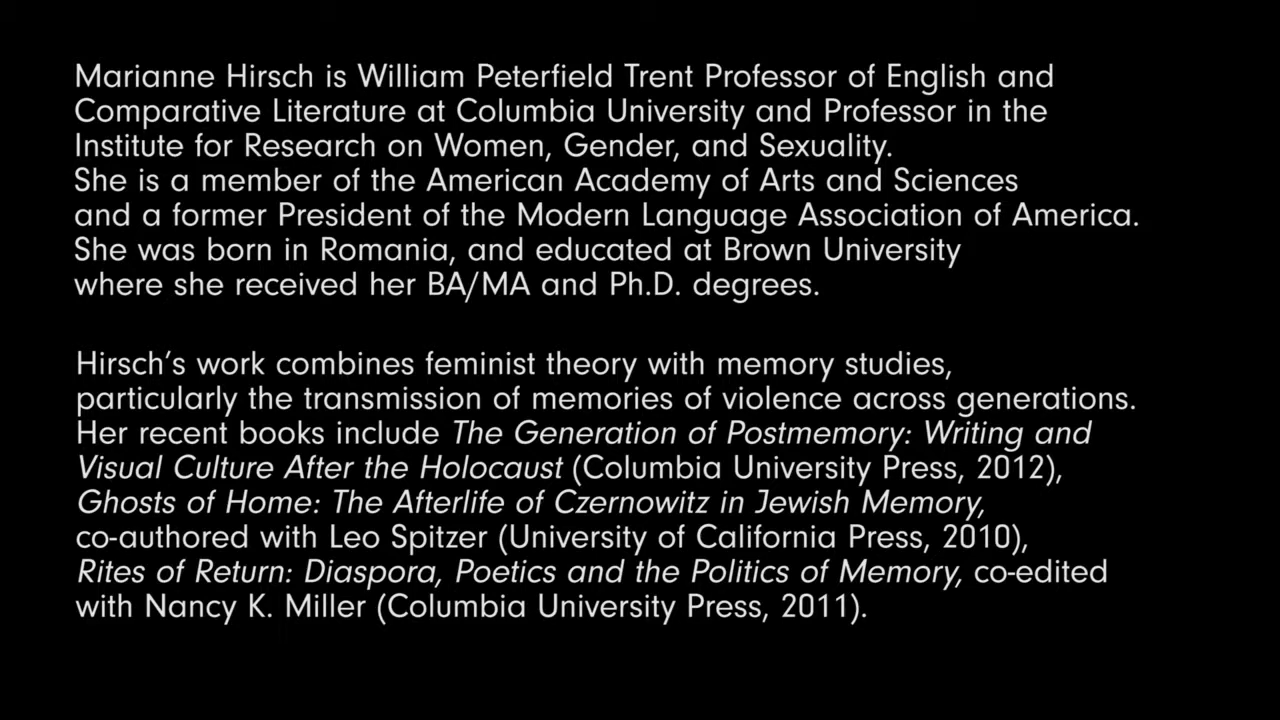 Marianne Hirsch is William Peterfield Trent Professor of English and
Comparative Literature at Columbia University and Professor in the
Institute for Research on Women, Gender, and Sexuality.
She is a member of the American Academy of Arts and Sciences
and a former President of the Modern Language Association of America.
She was born in Romania, and educated at Brown University
where she received her BA/MA and Ph.D. degrees.
Hirsch's work combines feminist theory with memory studies,
particularly the transmission of memories of violence across generations.
Her recent books include The Generation of Postmemory: Writing and
Visual Culture After the Holocaust (Columbia University Press, 2012),
Ghosts of Home: The Afterlife of Czernowitz in Jewish Memory,
co-authored with Leo Spitzer (University of California Press, 2010),
Rites of Return: Diaspora, Poetics and the Politics of Memory, co-edited
with Nancy K. Miller (Columbia University Press, 2011).